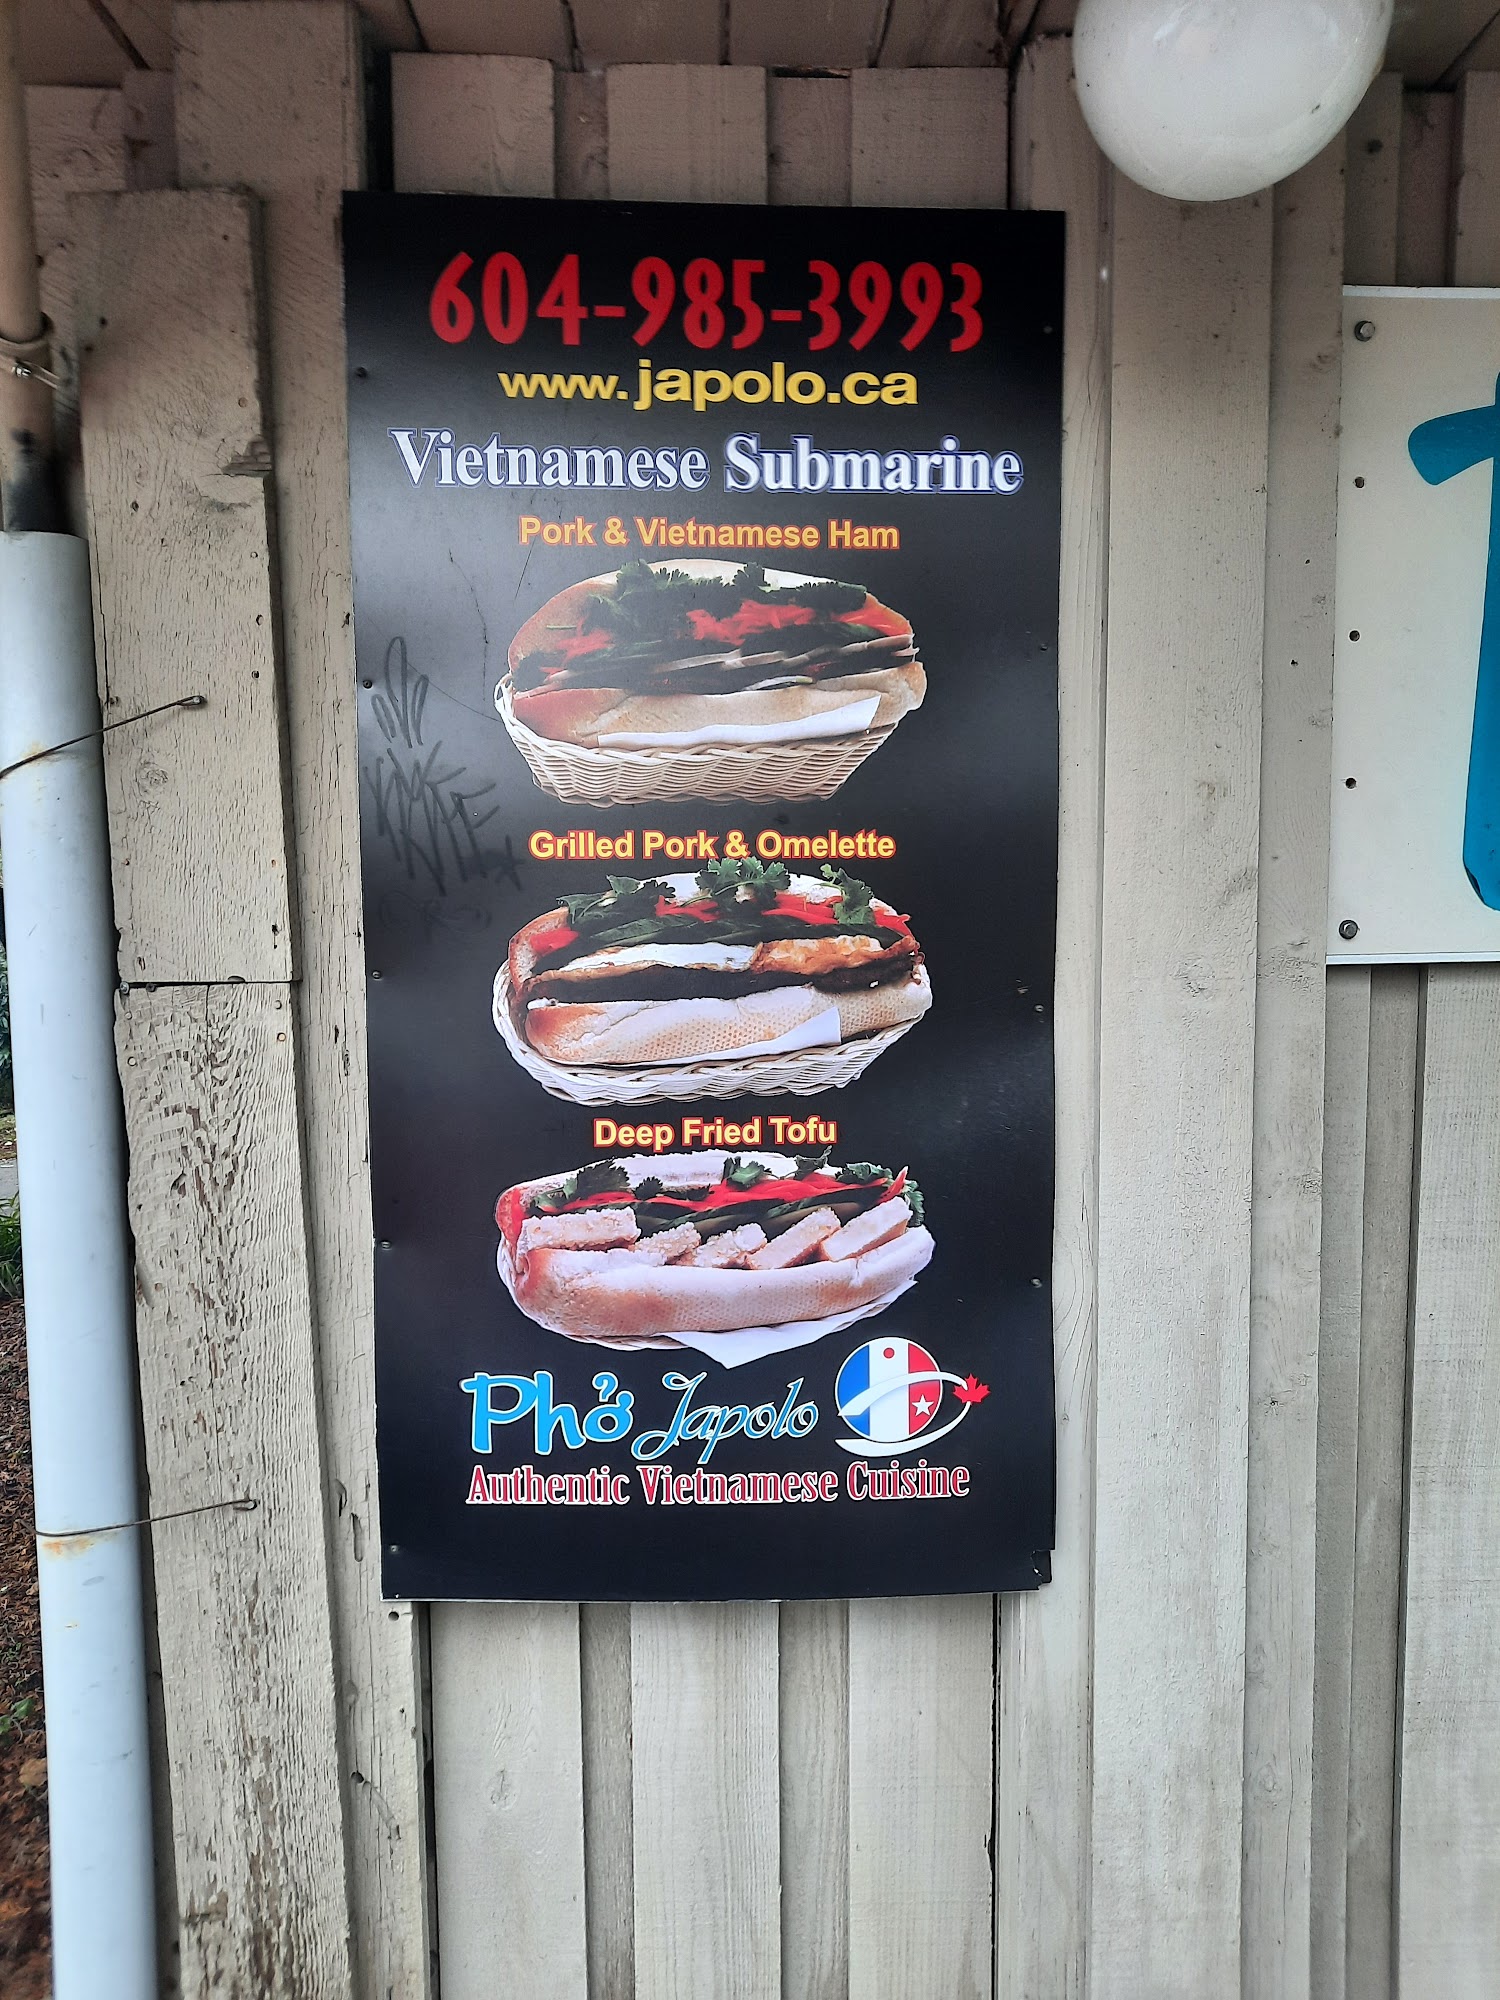 604-985-3993
www.japolo.ca
Vietnamese Submarine
Pork & Vietnamese Ham
Grilled Pork & Omelette
Deep Fried Tofu
Phở Japolo
Authentic Vietnamese Cuisine